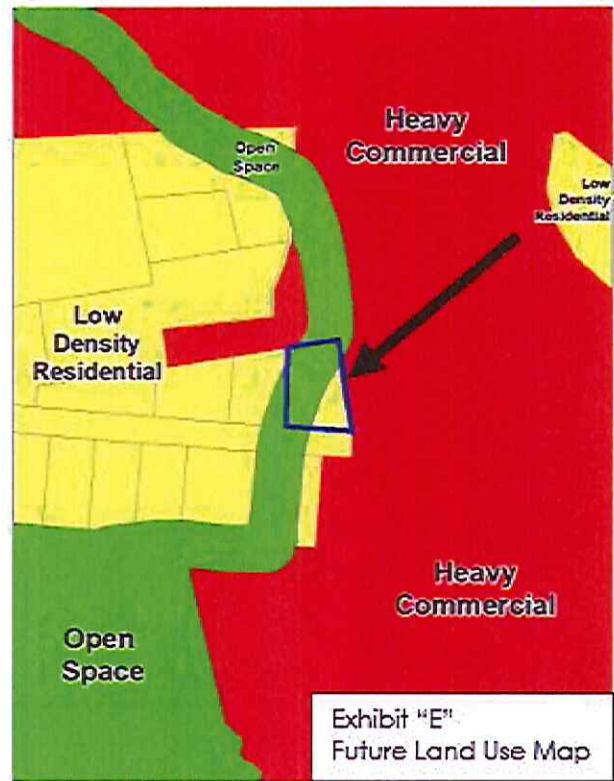 Heavy
Commercial
Open
Space
Low
Density
Residential
Low
Density
Residential
Heavy
Commercial
Open
Space
Exhibit "E"
Future Land Use Map